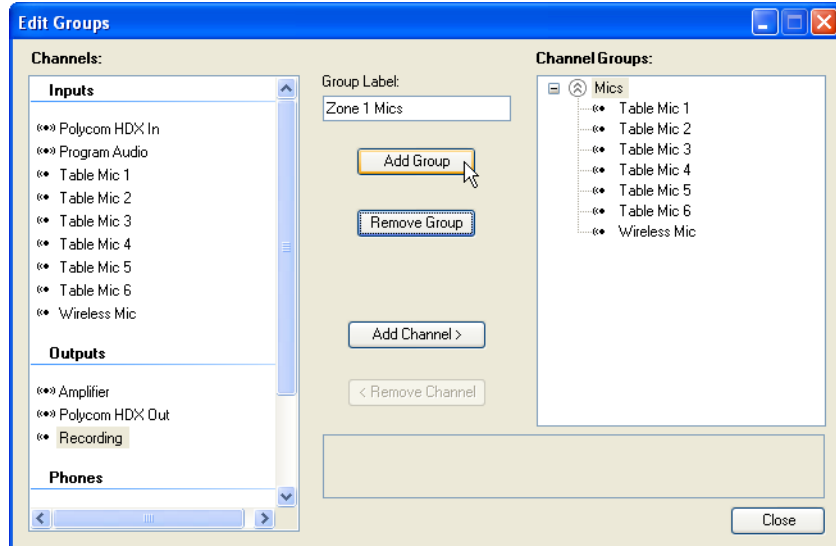 Edit Groups
Channels:
Inputs
Polycom HDX In
Program Audio
Table Mic 1
Table Mic 2
Table Mic 3
Table Mic 4
Table Mic 5
Table Mic 6
Wireless Mic
Outputs
Amplifier
Polycom HDX Out
Recording
Phones
Group Label:
Zone 1 Mics
Add Group
Remove Group
Add Channel >
< Remove Channel
Channel Groups:
Mics
Table Mic 1
Table Mic 2
Table Mic 3
Table Mic 4
Table Mic 5
Table Mic 6
Wireless Mic
Close